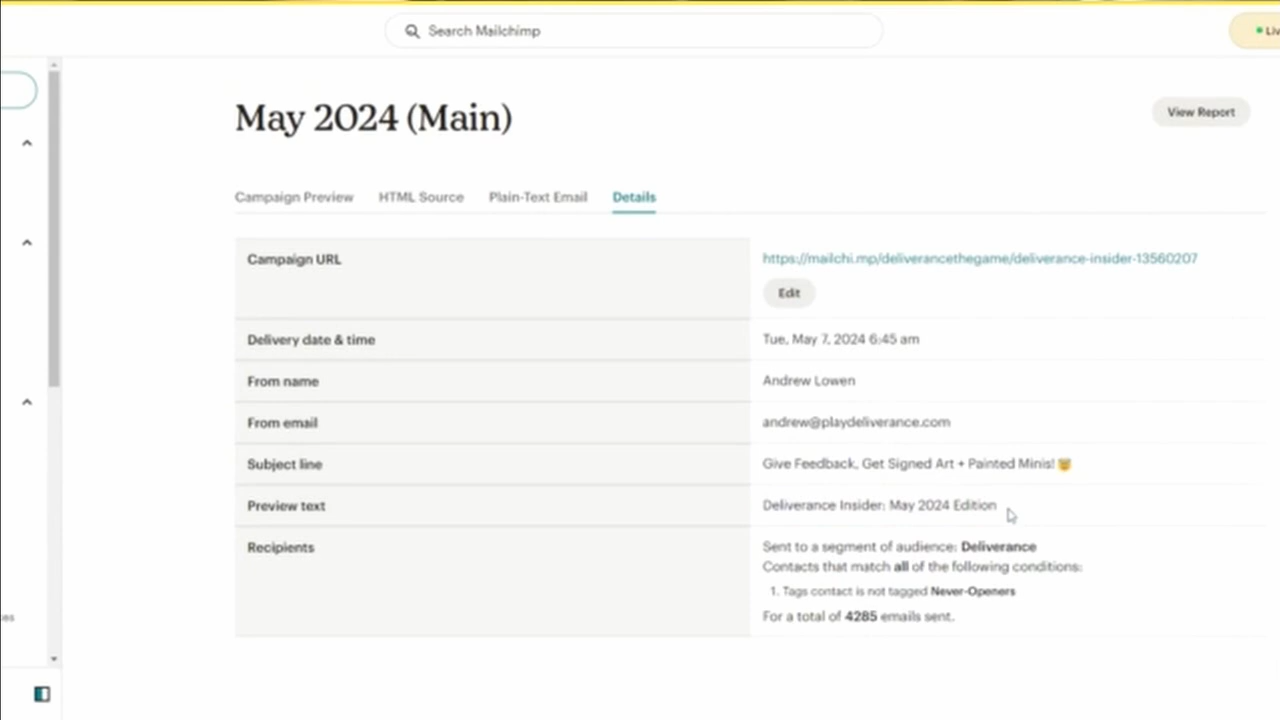 Search Mailchimp
Liv
May 2024 (Main)
View Report
Campaign Preview HTML Source Plain-Text Email Details
Campaign URL https://mailchi.mp/deliverancethegame/deliverance-insider-13560207
Edit
Delivery date & time Tue, May 7, 2024 6:45 am
From name Andrew Lowen
From email andrew@playdeliverance.com
Subject line Give Feedback, Get Signed Art + Painted Minis!
Preview text Deliverance Insider: May 2024 Edition
Recipients Sent to a segment of audience: Deliverance
Contacts that match all of the following conditions:
1. Tags contact is not tagged Never-Openers
For a total of 4285 emails sent.